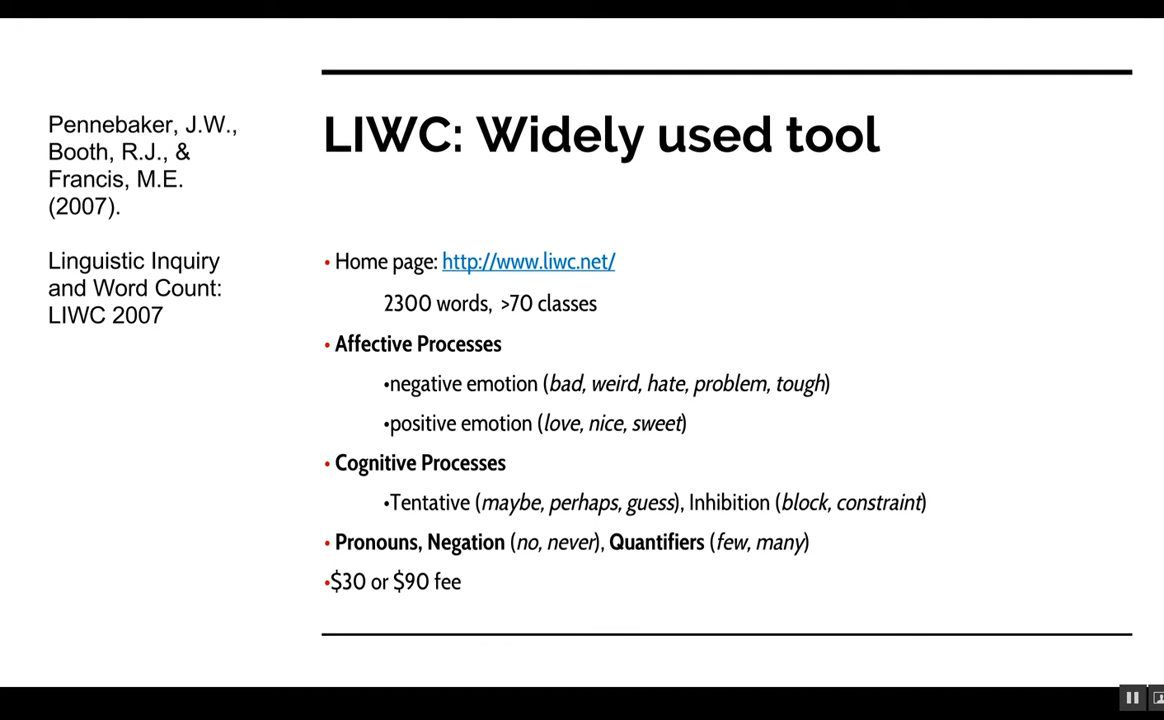 Pennebaker, J.W.,
Booth, R.J., &
Francis, M.E.
(2007).
Linguistic Inquiry
and Word Count:
LIWC 2007
LIWC: Widely used tool
• Home page: http://www.liwc.net/
2300 words, >70 classes
• Affective Processes
•negative emotion (bad, weird, hate, problem, tough)
•positive emotion (love, nice, sweet)
• Cognitive Processes
•Tentative (maybe, perhaps, guess), Inhibition (block, constraint)
• Pronouns, Negation (no, never), Quantifiers (few, many)
•$30 or $90 fee